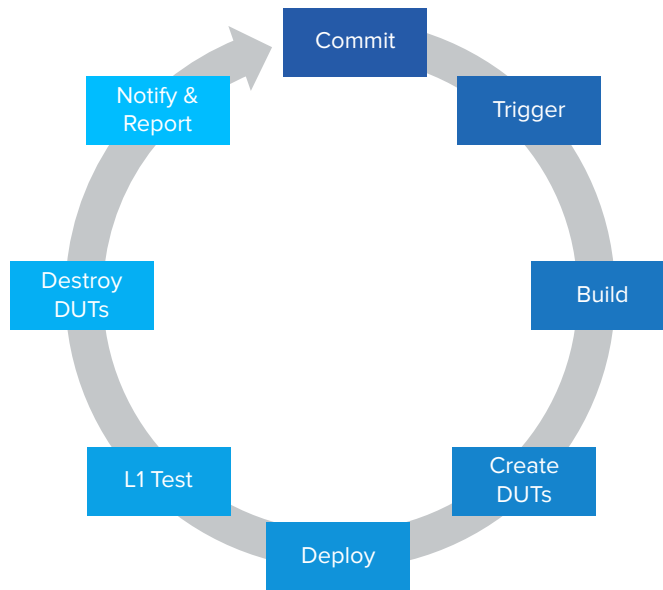 Commit
Trigger
Build
Create
DUTs
Deploy
L1 Test
Destroy
DUTs
Notify &
Report